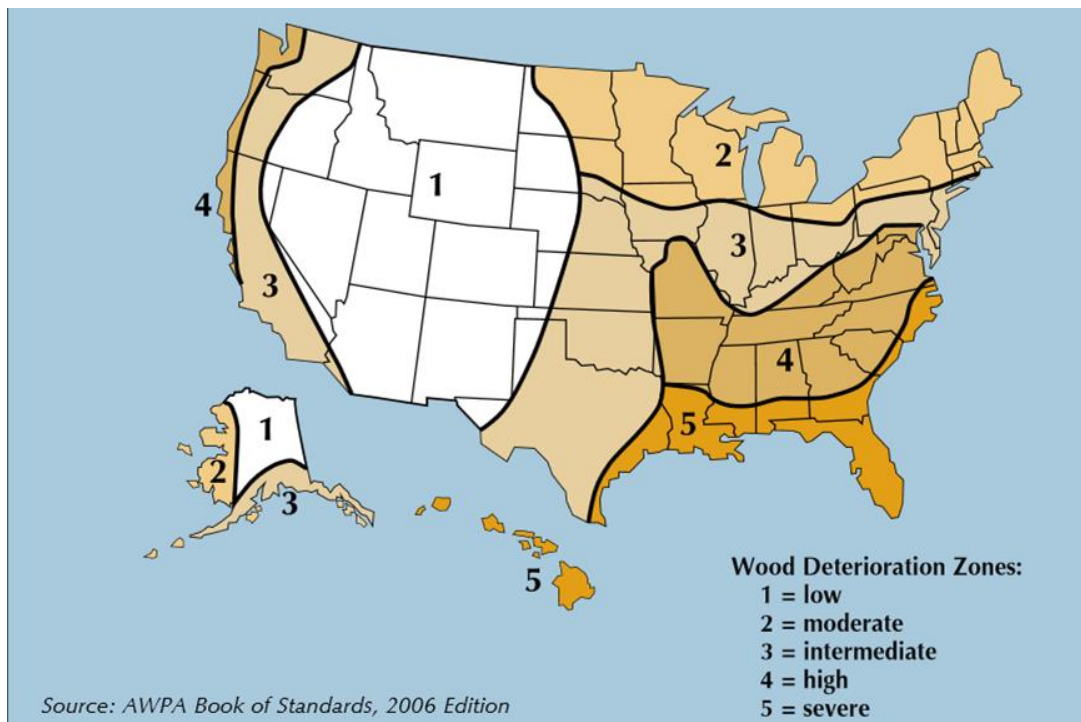 2
1
4
3
3
4
1
5
2
3
5
Wood Deterioration Zones:
1 = low
2 = moderate
3 = intermediate
4 = high
5 = severe
Source: AWPA Book of Standards, 2006 Edition